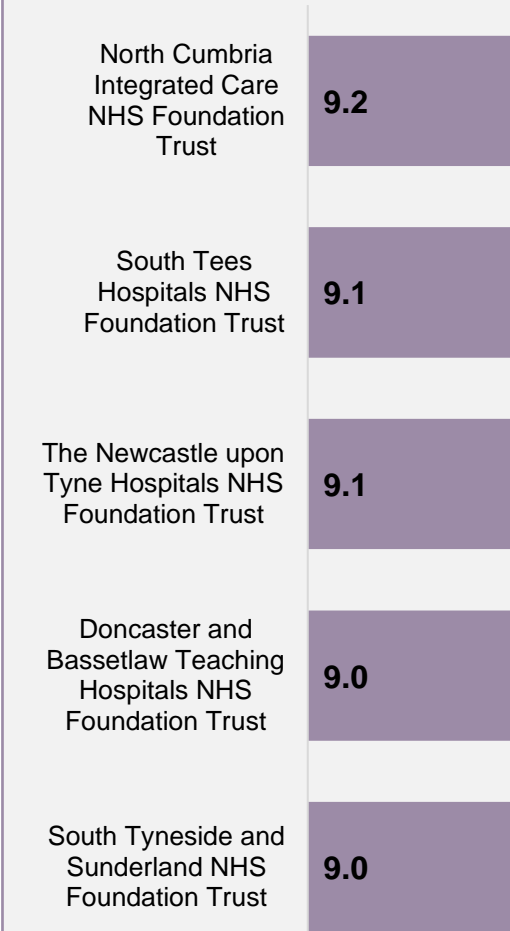 North Cumbria
Integrated Care
NHS Foundation
Trust
9.2
South Tees
Hospitals NHS
Foundation Trust
9.1
The Newcastle upon
Tyne Hospitals NHS
Foundation Trust
9.1
Doncaster and
Bassetlaw Teaching
Hospitals NHS
Foundation Trust
9.0
South Tyneside and
Sunderland NHS
Foundation Trust
9.0